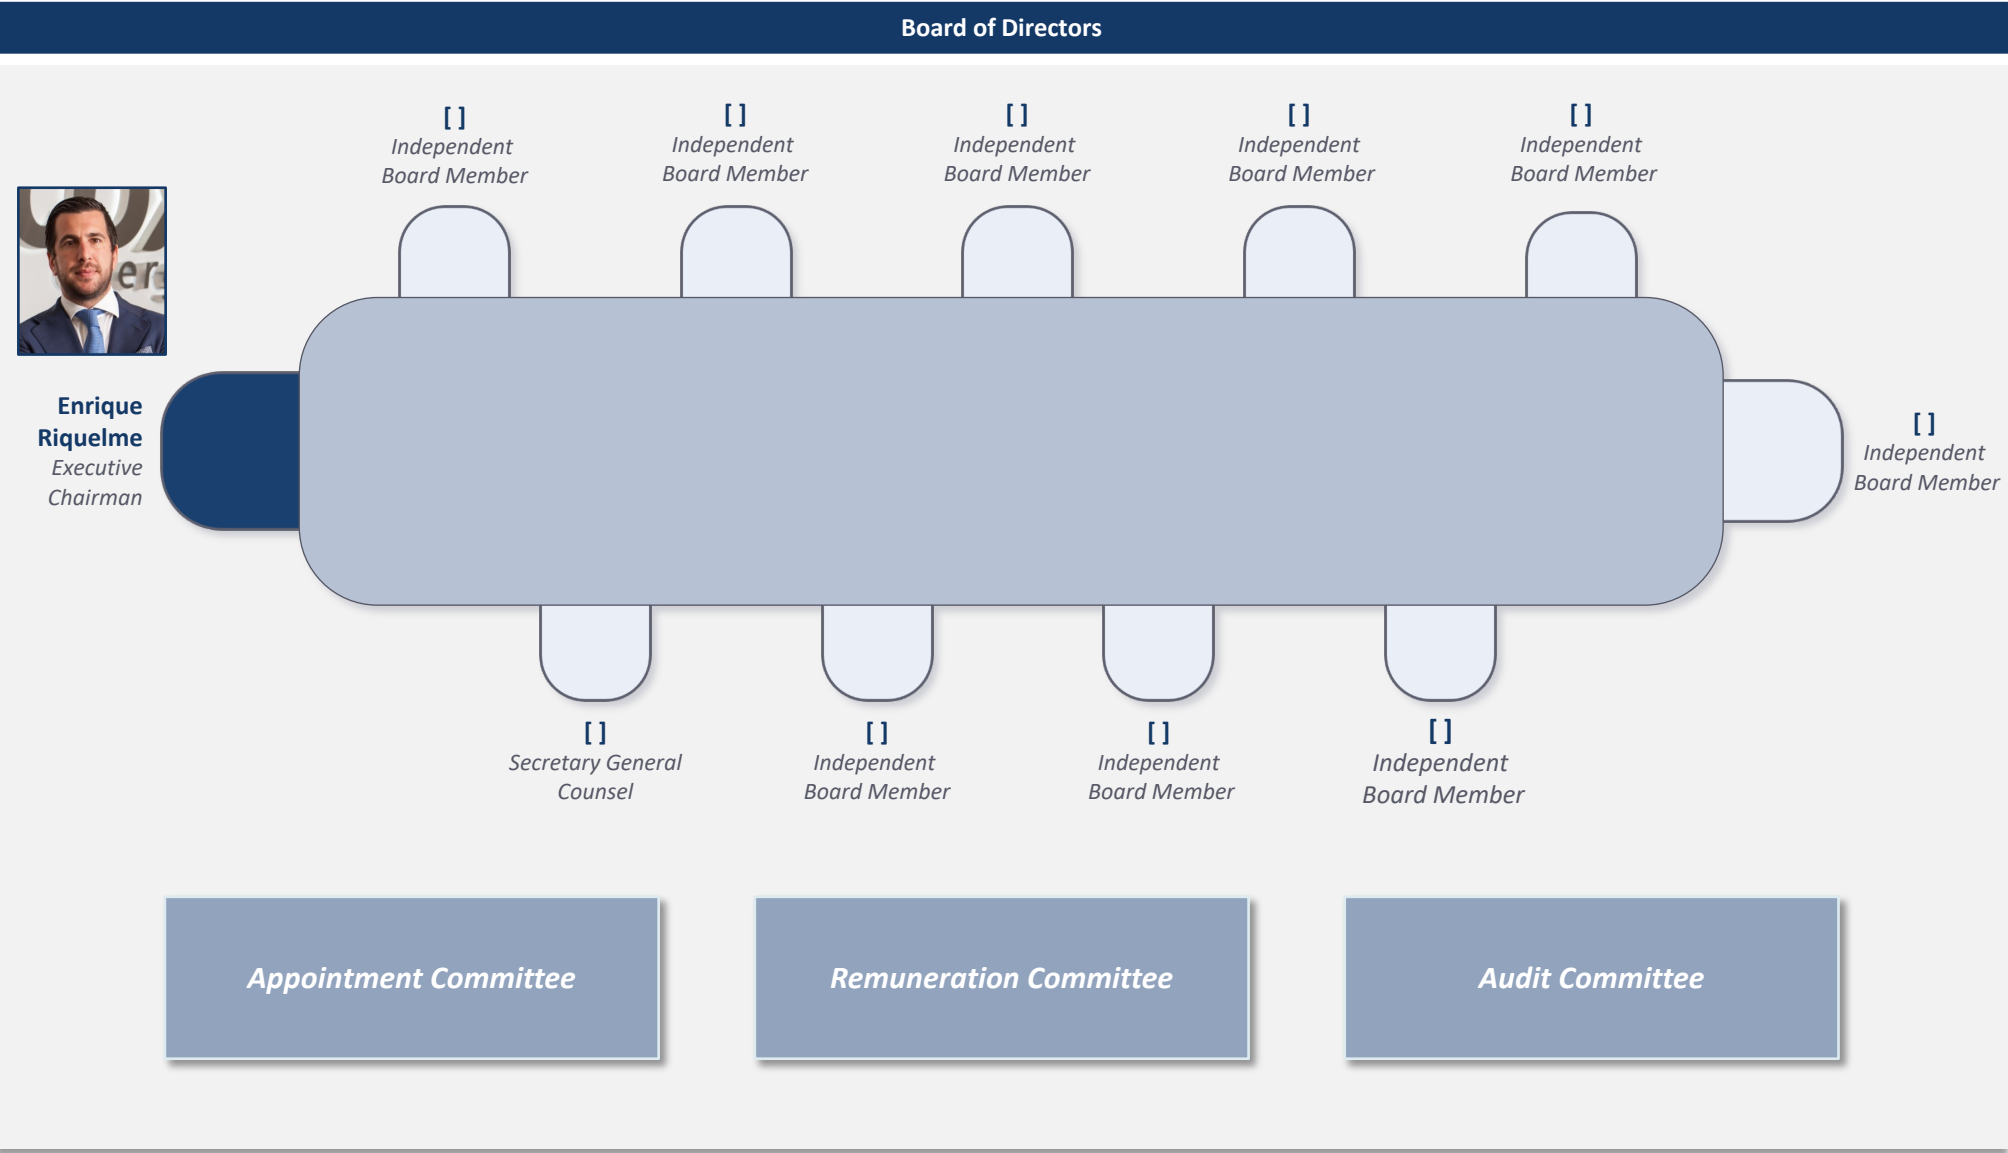 Board of Directors
[ ]
Independent
Board Member
[ ]
Independent
Board Member
[ ]
Independent
Board Member
[ ]
Independent
Board Member
[ ]
Independent
Board Member
Enrique
Riquelme
Executive
Chairman
[ ]
Independent
Board Member
[ ]
Secretary General
Counsel
[ ]
Independent
Board Member
[ ]
Independent
Board Member
[ ]
Independent
Board Member
Appointment Committee
Remuneration Committee
Audit Committee